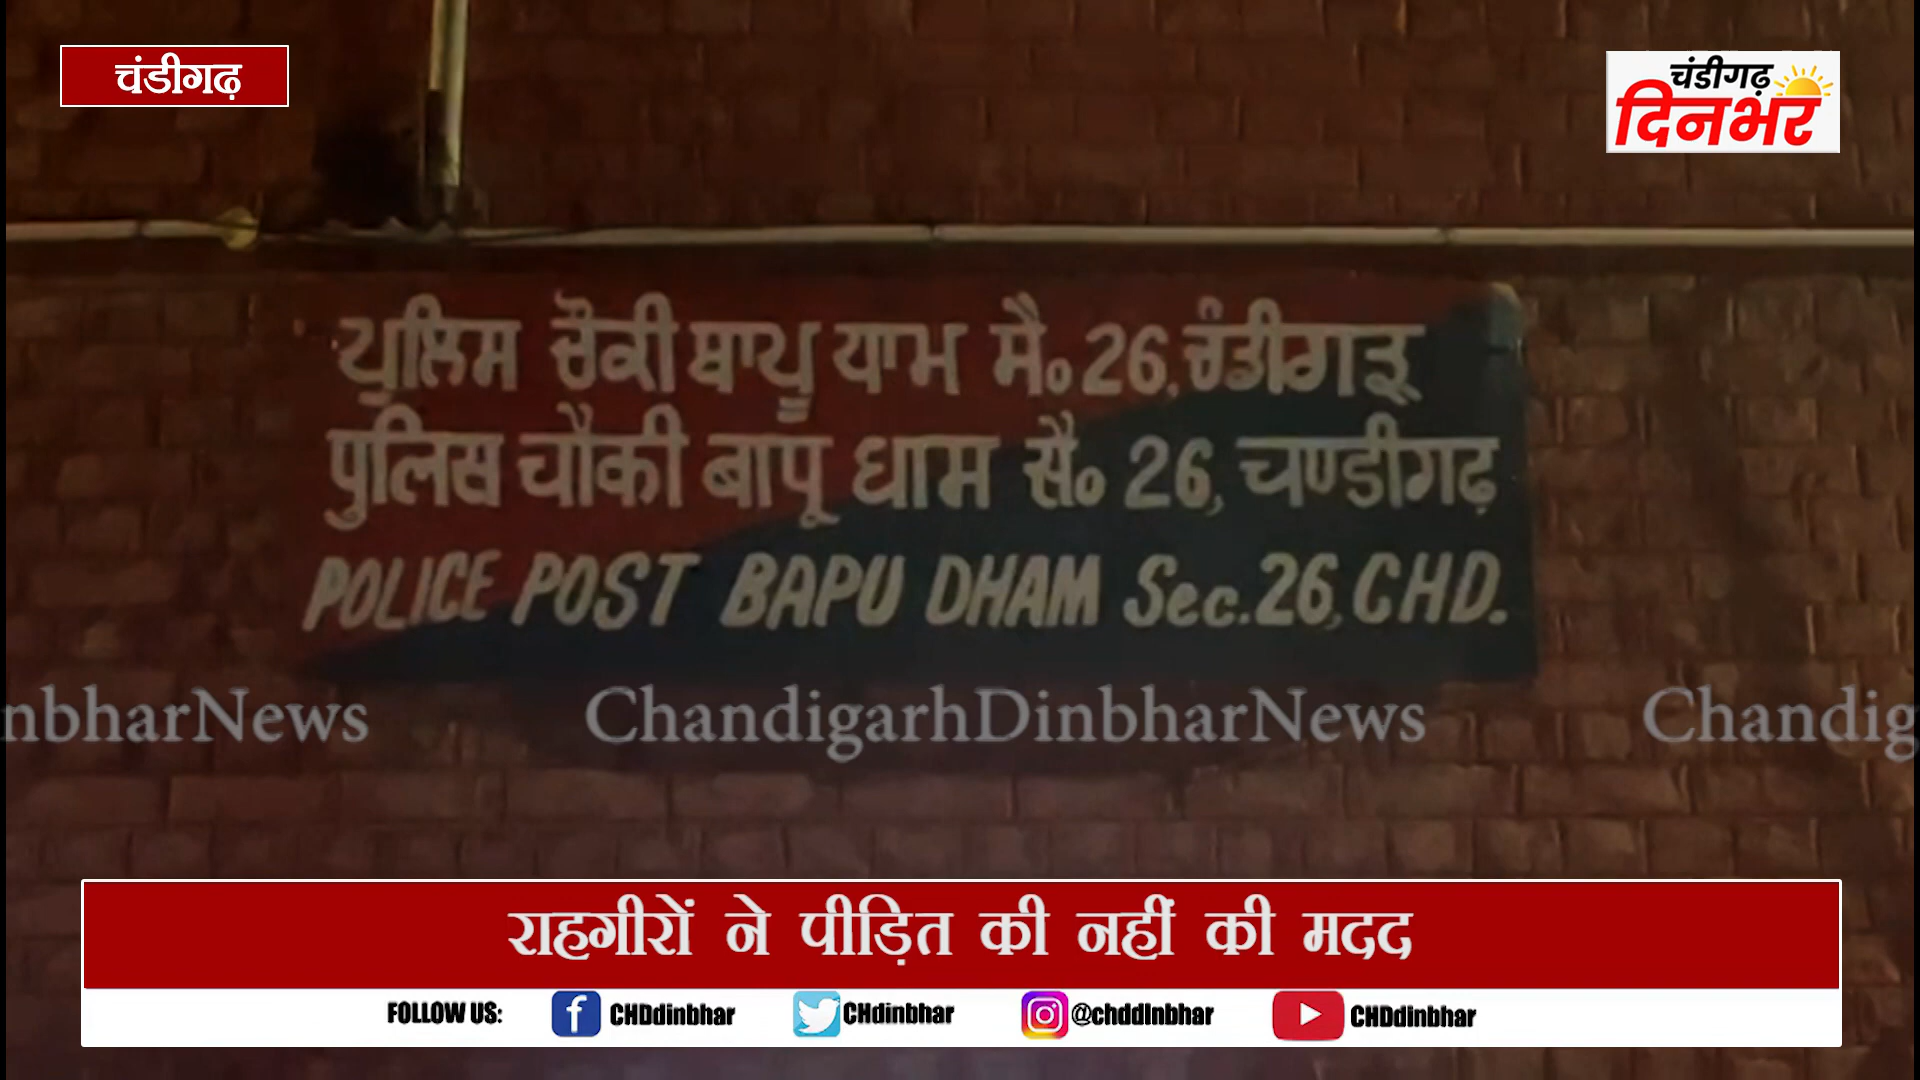 चंडीगढ़
चंडीगढ़
दिनभर
ਪੁਲਿਸ ਚੌਕੀ ਬਾਪੂ ਧਾਮ ਸੈ੦ 26, ਚੰਡੀਗੜ੍ਹ
पुलिस चौकी बापू धाम सै० 26, चण्डीगढ़
POLICE POST BAPU DHAM Sec. 26, CHD.
nbharNews ChandigarhDinbharNews Chandig
राहगीरों ने पीड़ित की नहीं की मदद
FOLLOW US: CHDdinbhar CHdinbhar @chddinbhar CHDdinbhar